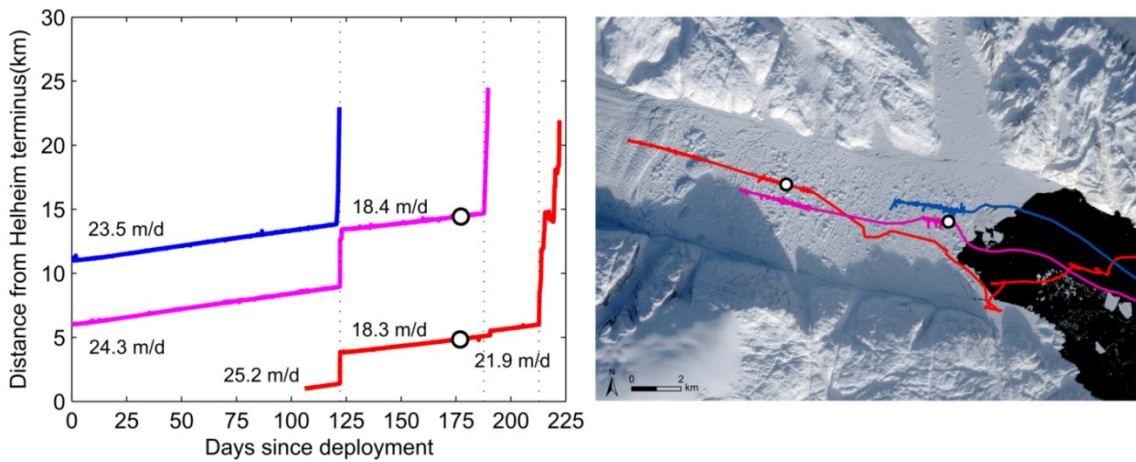 Distance from Helheim terminus(km)
30
25
20
15
10
5
0
23.5 m/d
18.4 m/d
24.3 m/d
18.3 m/d
25.2 m/d
21.9 m/d
0 25 50 75 100 125 150 175 200 225
Days since deployment
N
0 2
km